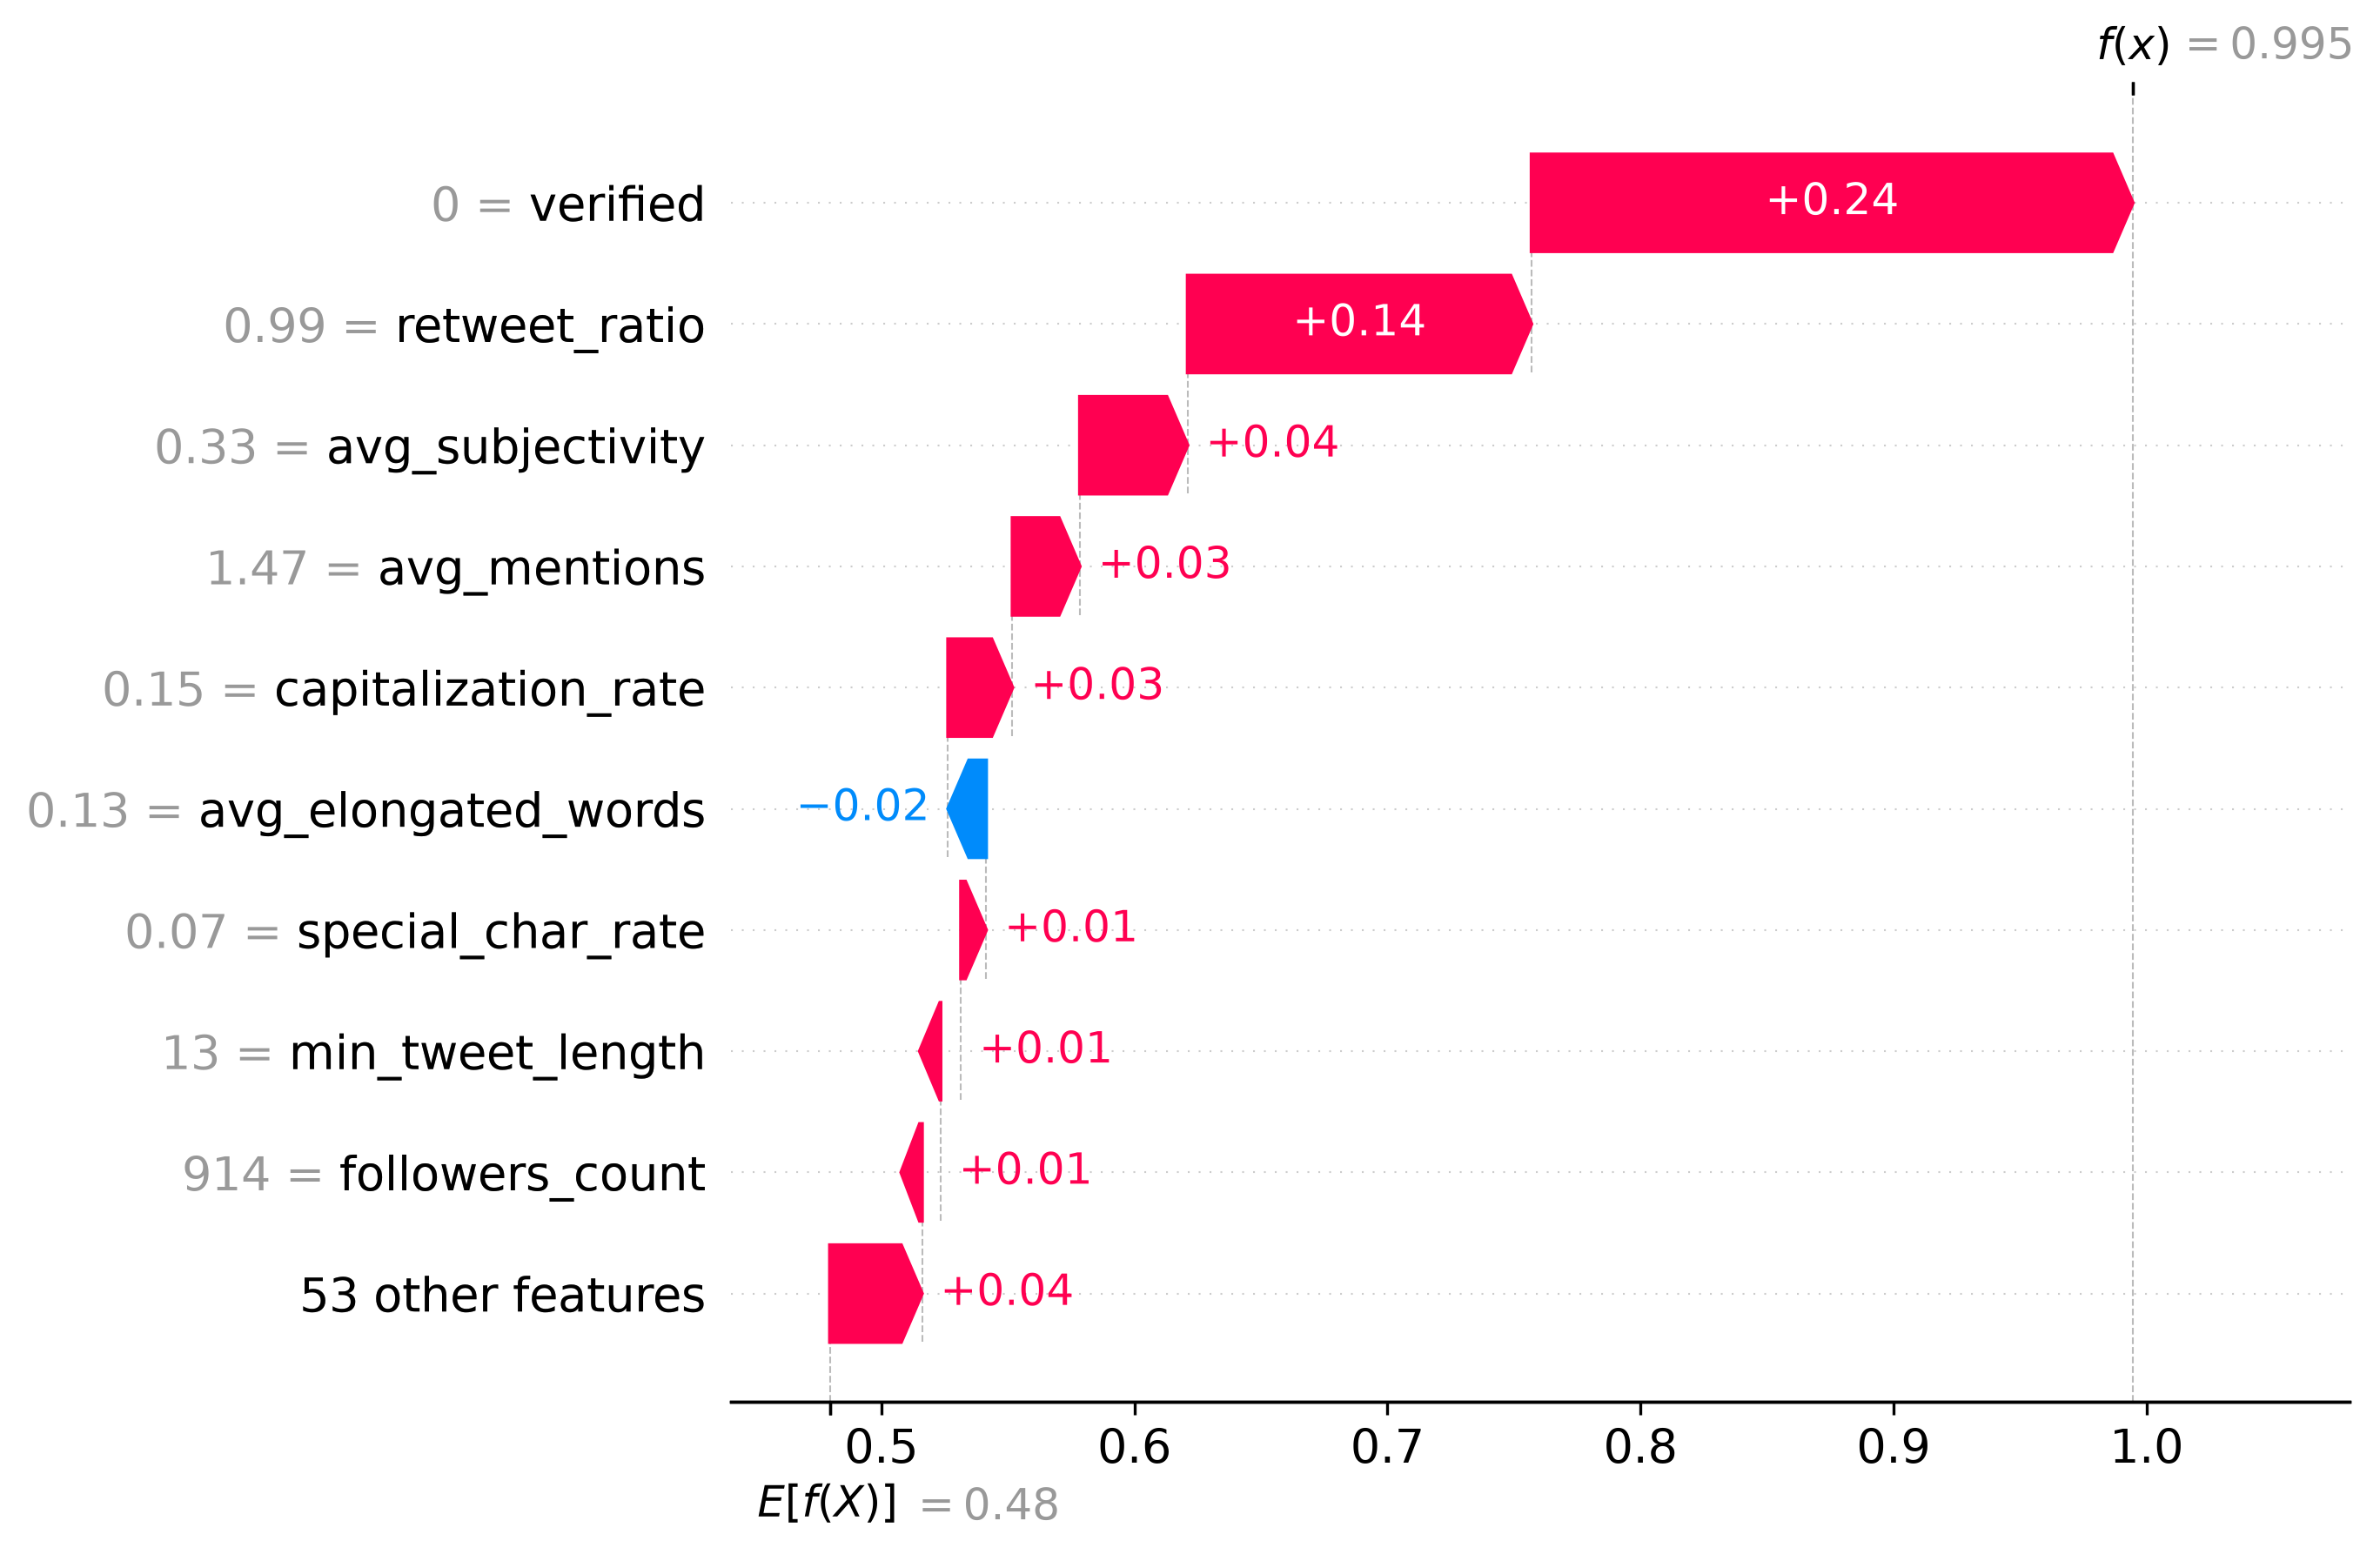 f(x) = 0.995
0 = verified
+0.24
0.99 = retweet_ratio
+0.14
0.33 = avg_subjectivity
+0.04
1.47 = avg_mentions
+0.03
0.15 = capitalization_rate
+0.03
0.13 = avg_elongated_words
−0.02
0.07 = special_char_rate
+0.01
13 = min_tweet_length
+0.01
914 = followers_count
+0.01
53 other features
+0.04
0.5 0.6 0.7 0.8 0.9 1.0
E[f(X)] = 0.48